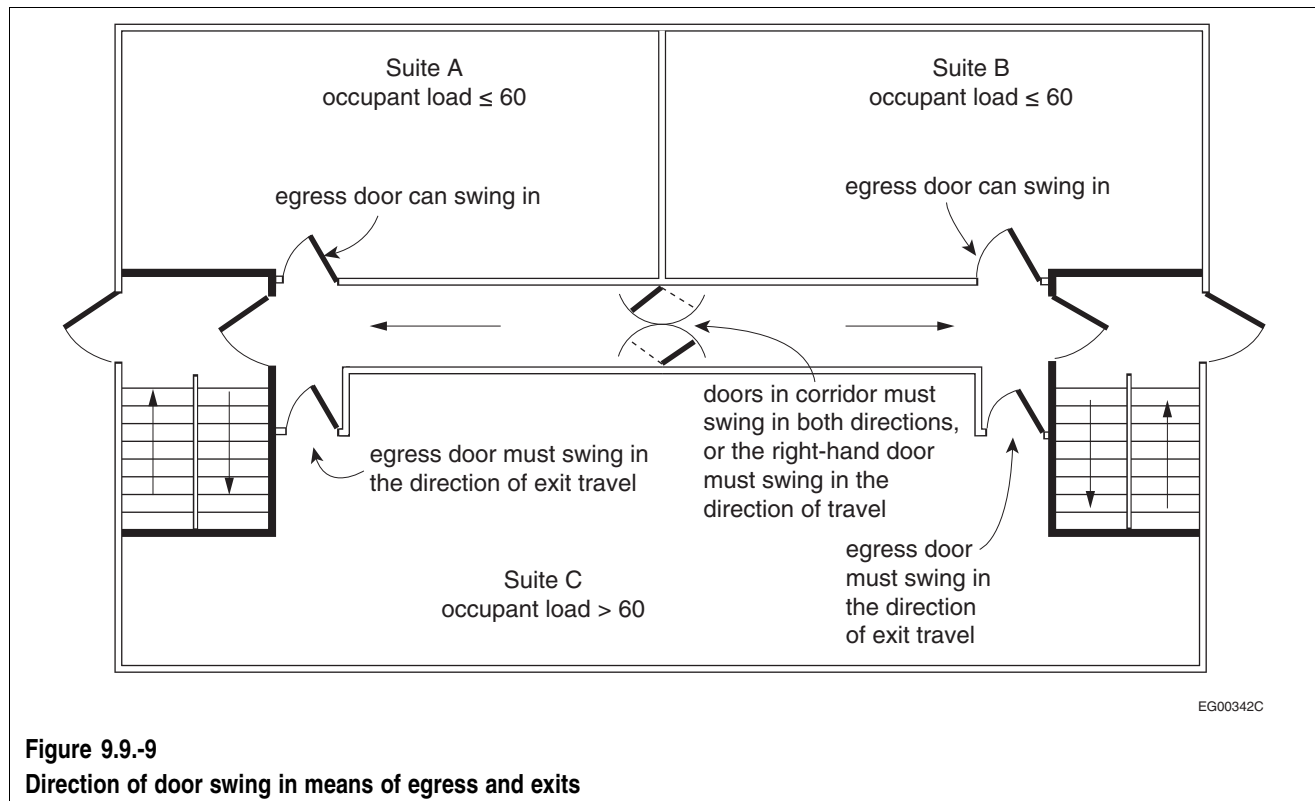 Suite A
occupant load ≤ 60
Suite B
occupant load ≤ 60
egress door can swing in
egress door can swing in
doors in corridor must
swing in both directions,
or the right-hand door
must swing in the
direction of travel
egress door must swing in
the direction of exit travel
egress door
must swing in
the direction
of exit travel
Suite C
occupant load > 60
EG00342C
Figure 9.9.-9
Direction of door swing in means of egress and exits